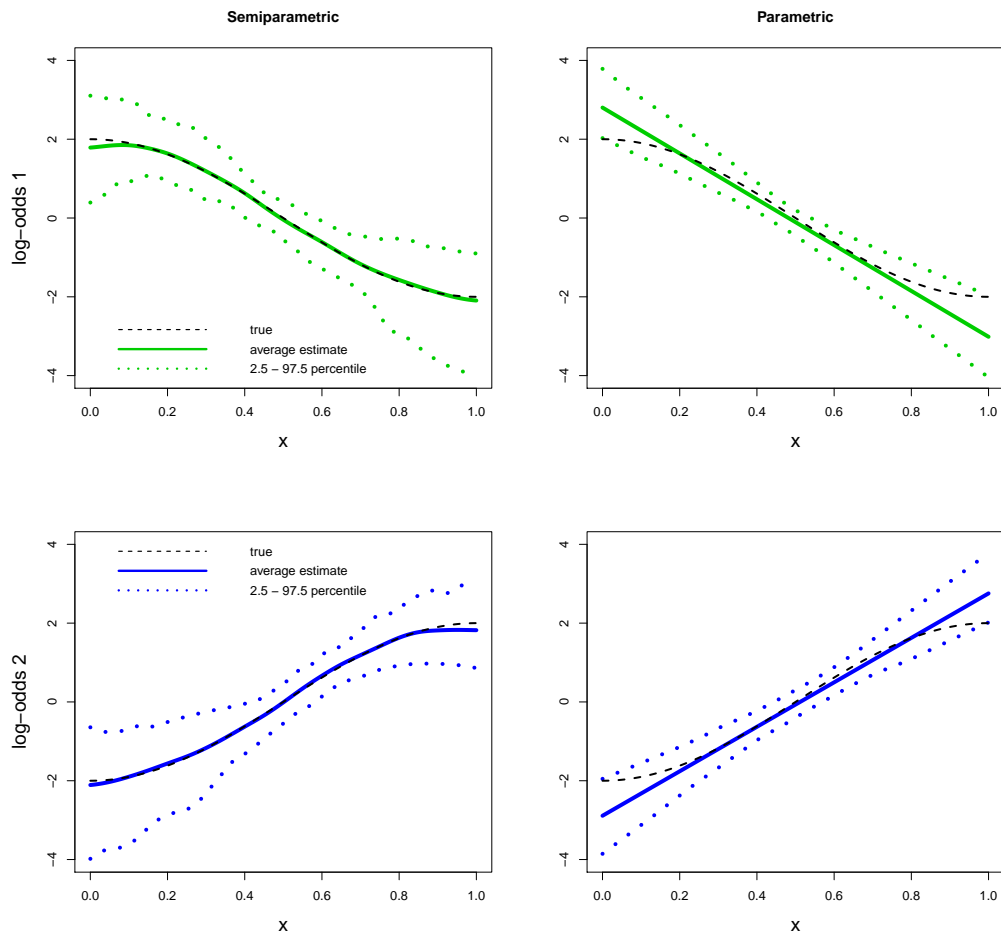 Semiparametric
Parametric
log−odds 1
4
2
0
−2
−4
true
average estimate
2.5 − 97.5 percentile
0.0 0.2 0.4 0.6 0.8 1.0
x
4
2
0
−2
−4
0.0 0.2 0.4 0.6 0.8 1.0
x
log−odds 2
4
2
0
−2
−4
true
average estimate
2.5 − 97.5 percentile
0.0 0.2 0.4 0.6 0.8 1.0
x
4
2
0
−2
−4
0.0 0.2 0.4 0.6 0.8 1.0
x